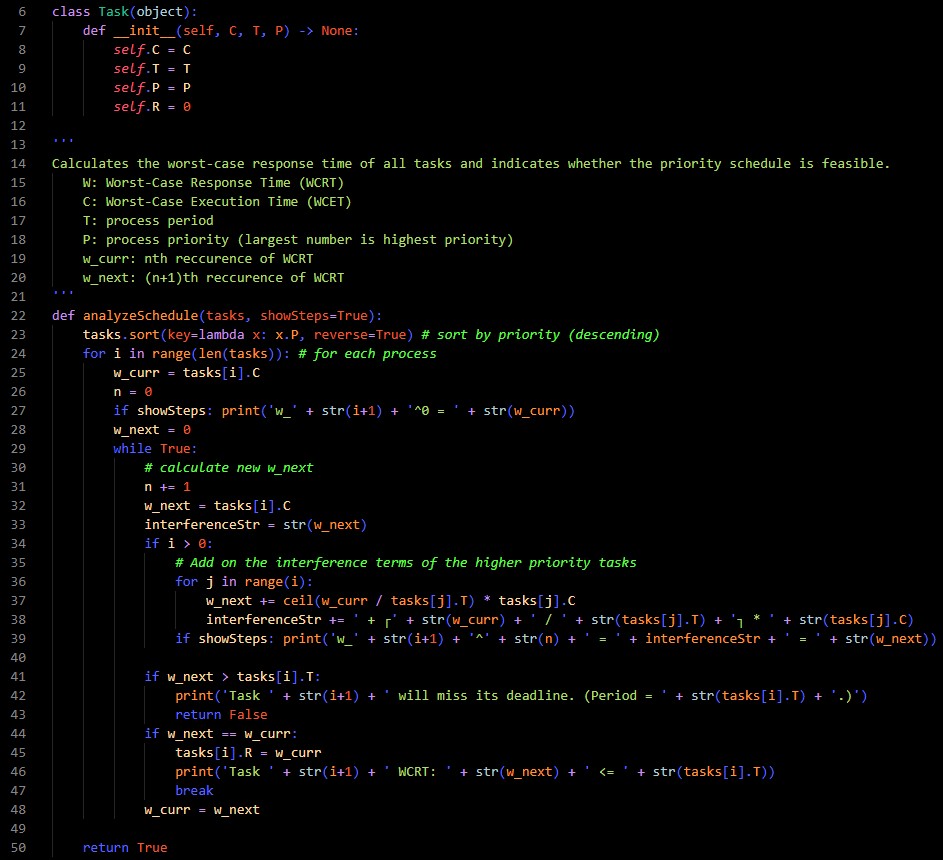 6 class Task(object):
7     def __init__(self, C, T, P) -> None:
8         self.C = C
9         self.T = T
10         self.P = P
11         self.R = 0
12
13 '''
14 Calculates the worst-case response time of all tasks and indicates whether the priority schedule is feasible.
15     W: Worst-Case Response Time (WCRT)
16     C: Worst-Case Execution Time (WCET)
17     T: process period
18     P: process priority (largest number is highest priority)
19     w_curr: nth reccurence of WCRT
20     w_next: (n+1)th reccurence of WCRT
21 '''
22 def analyzeSchedule(tasks, showSteps=True):
23     tasks.sort(key=lambda x: x.P, reverse=True) # sort by priority (descending)
24     for i in range(len(tasks)): # for each process
25         w_curr = tasks[i].C
26         n = 0
27         if showSteps: print('w_' + str(i+1) + '^0 = ' + str(w_curr))
28         w_next = 0
29         while True:
30             # calculate new w_next
31             n += 1
32             w_next = tasks[i].C
33             interferenceStr = str(w_next)
34             if i > 0:
35                 # Add on the interference terms of the higher priority tasks
36                 for j in range(i):
37                     w_next += ceil(w_curr / tasks[j].T) * tasks[j].C
38                     interferenceStr += ' + ┌' + str(w_curr) + ' / ' + str(tasks[j].T) + '┐ * ' + str(tasks[j].C)
39                 if showSteps: print('w_' + str(i+1) + '^' + str(n) + ' = ' + interferenceStr + ' = ' + str(w_next))
40
41             if w_next > tasks[i].T:
42                 print('Task ' + str(i+1) + ' will miss its deadline. (Period = ' + str(tasks[i].T) + '.)')
43                 return False
44             if w_next == w_curr:
45                 tasks[i].R = w_curr
46                 print('Task ' + str(i+1) + ' WCRT: ' + str(w_next) + ' <= ' + str(tasks[i].T))
47                 break
48             w_curr = w_next
49
50     return True